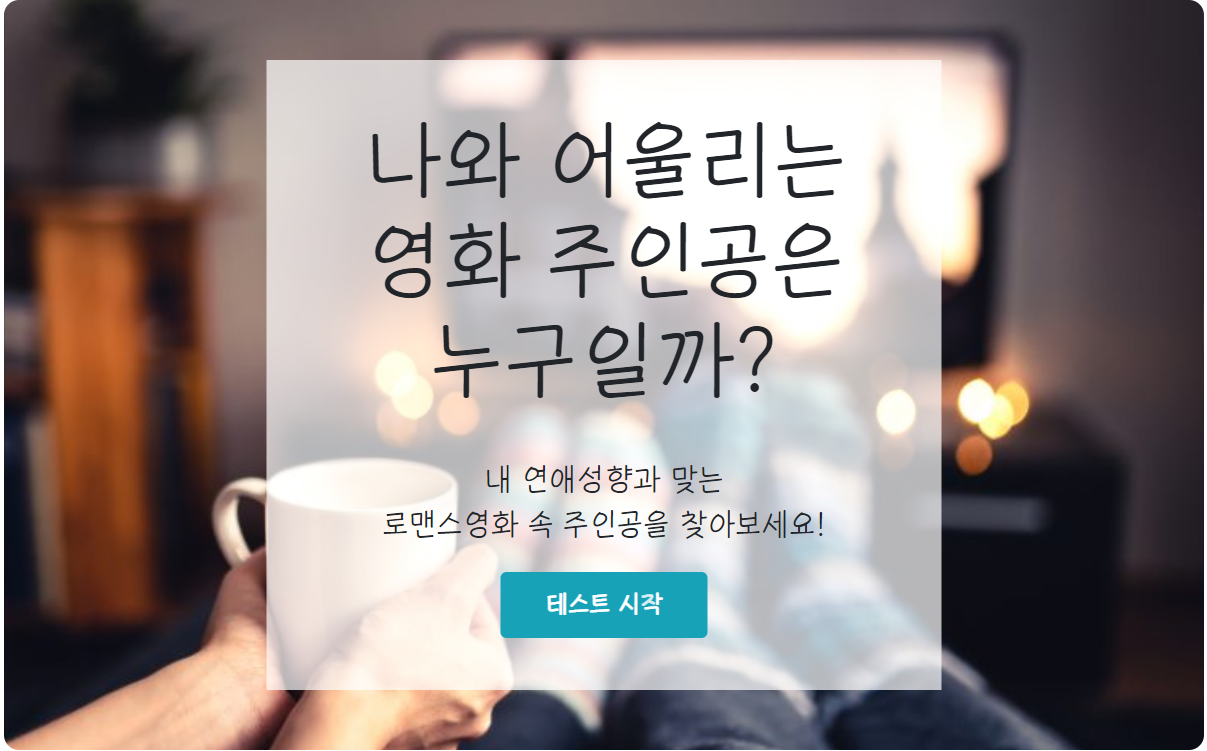 나와 어울리는
영화 주인공은
누구일까?
내 연애성향과 맞는
로맨스영화 속 주인공을 찾아보세요!
테스트 시작